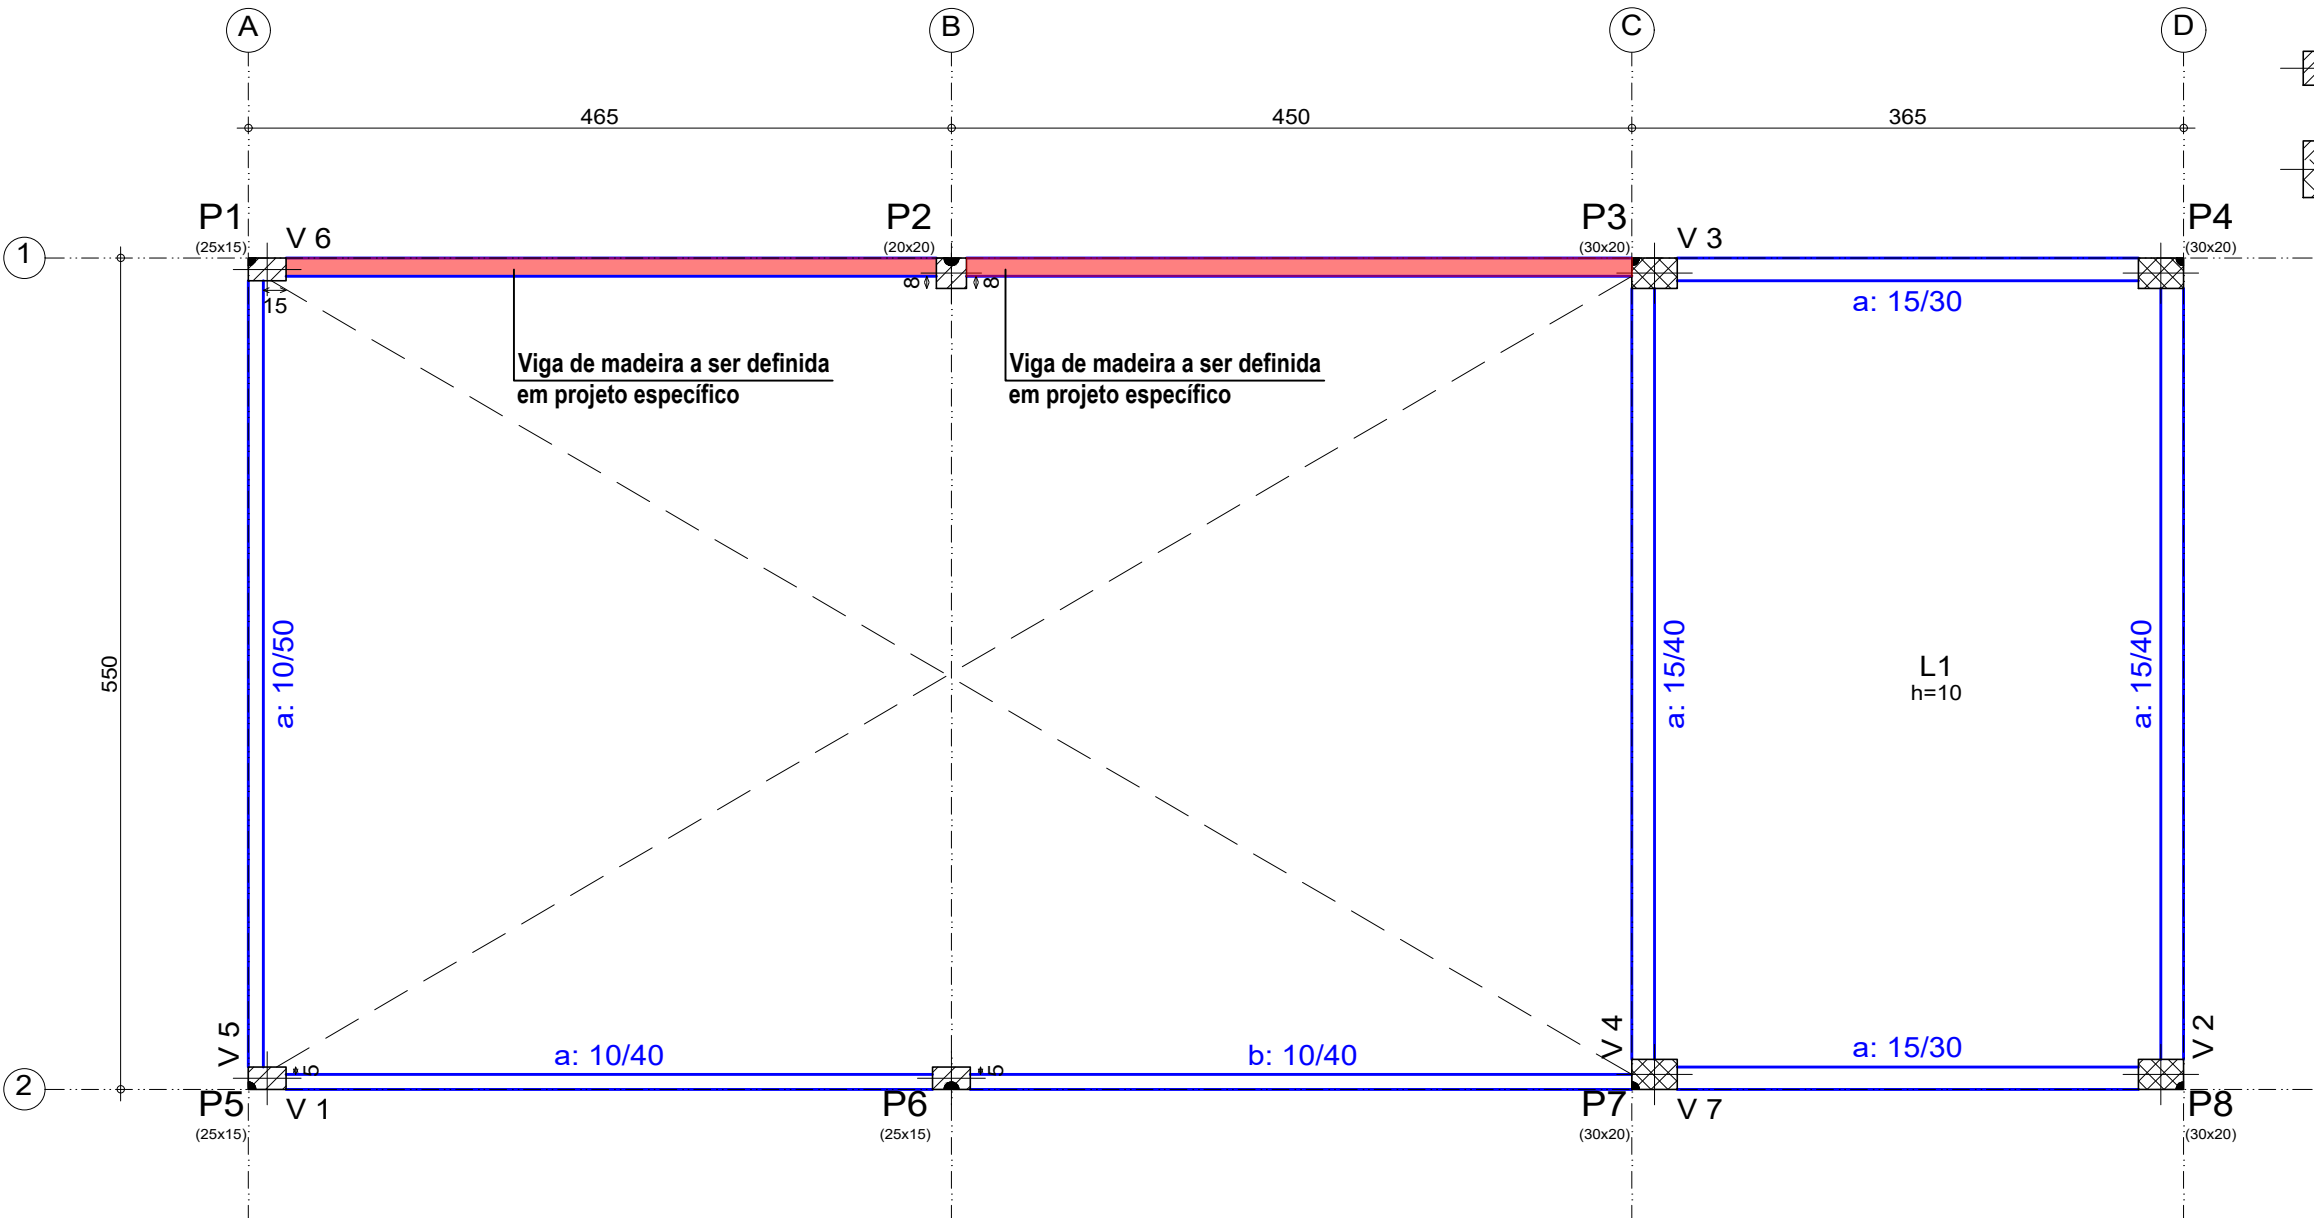 A
B
C
D
465
450
365
P1
(25x15)
V 6
P2
(20x20)
P3
(30x20)
V 3
P4
(30x20)
1
15
8
8
a: 15/30
Viga de madeira a ser definida
em projeto específico
Viga de madeira a ser definida
em projeto específico
550
a: 10/50
a: 15/40
L1
h=10
a: 15/40
V 5
a: 10/40
b: 10/40
V 4
a: 15/30
V 2
5
5
2
P5
(25x15)
V 1
P6
(25x15)
P7
(30x20)
V 7
P8
(30x20)